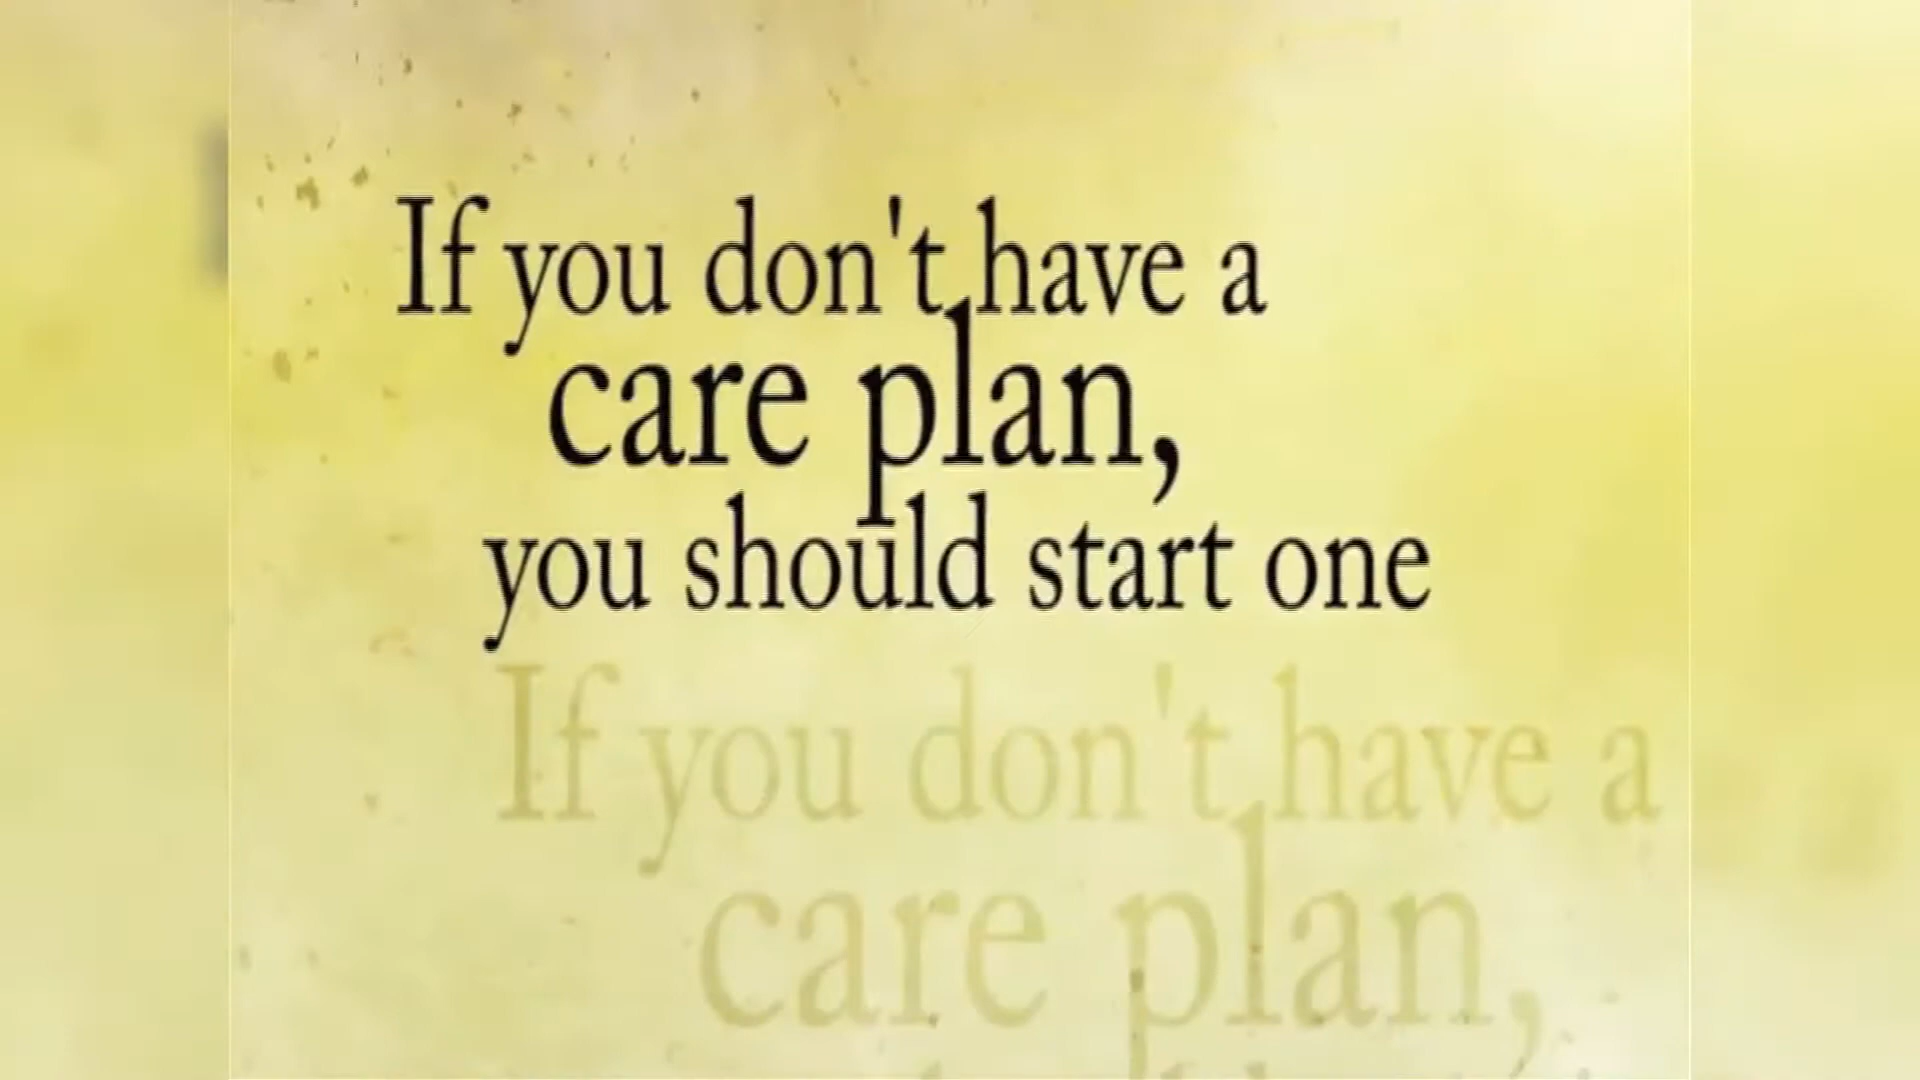 If you don't have a
care plan,
you should start one
If you don't have a
care plan,